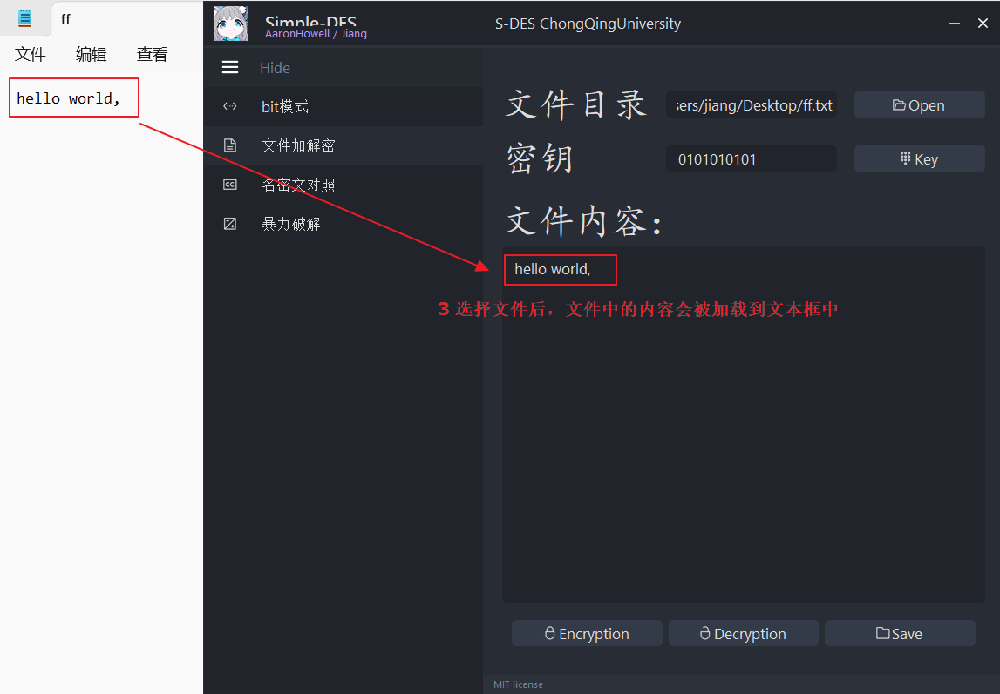 ff
文件 编辑 查看
hello world,
Simple-DES
AaronHowell / Jiang
S-DES ChongQingUniversity
Hide
bit模式
文件加解密
名密文对照
暴力破解
文件目录 sers/jiang/Desktop/ff.txt Open
密钥 0101010101 Key
文件内容：
hello world,
3 选择文件后，文件中的内容会被加载到文本框中
Encryption Decryption Save
MIT license